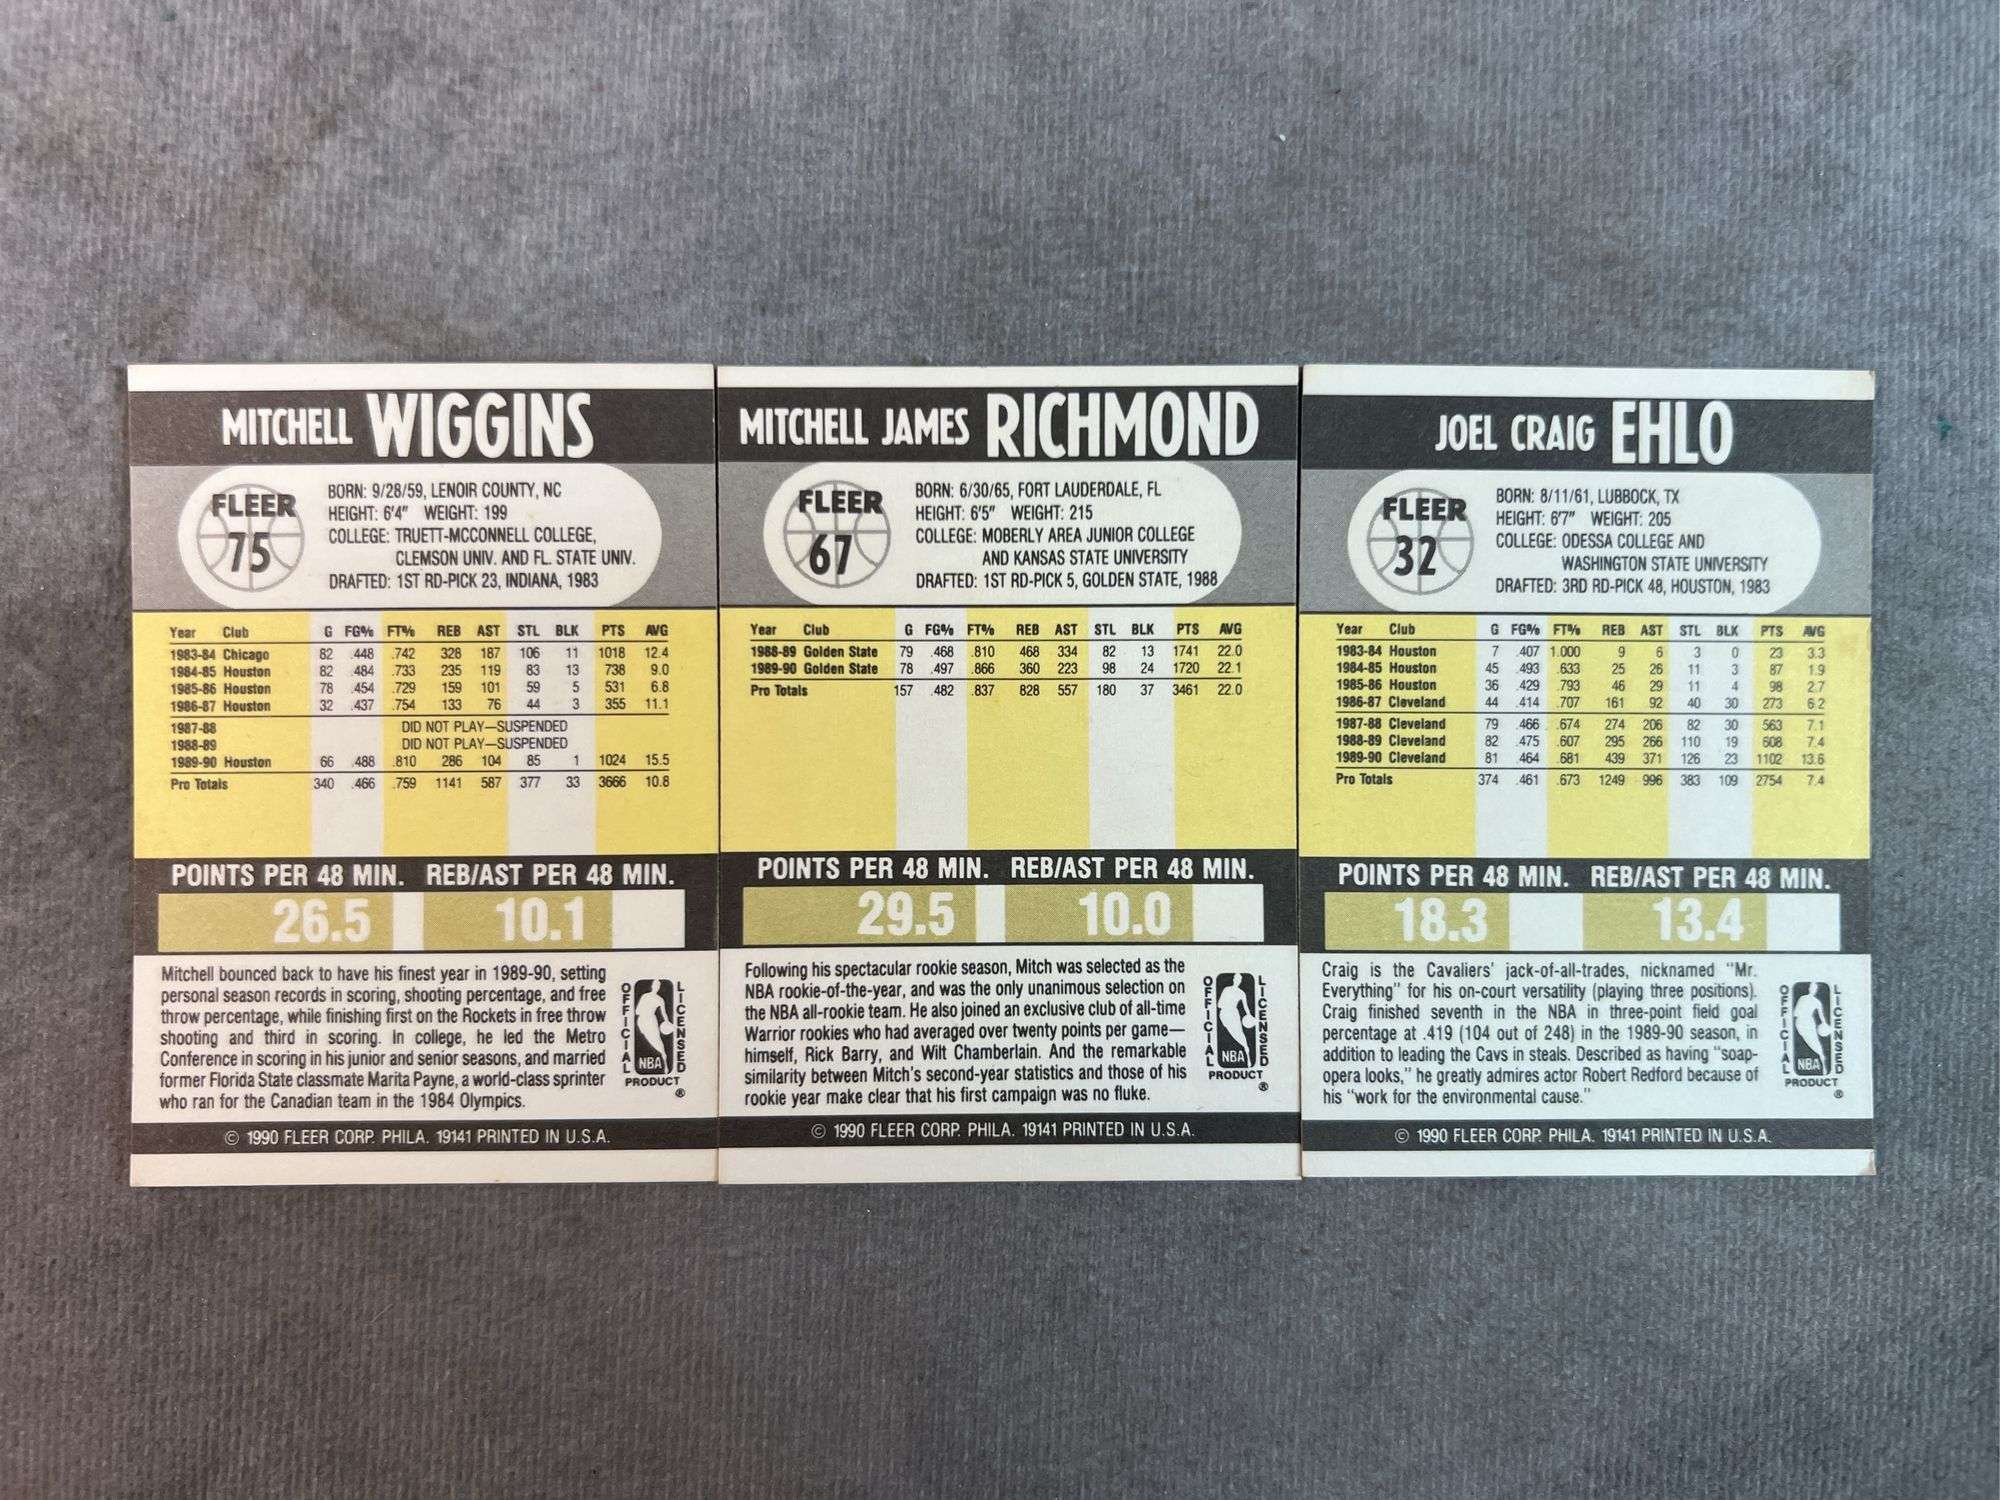 MITCHELL WIGGINS
FLEER
75
BORN: 9/28/59, LENOIR COUNTY, NC
HEIGHT: 6'4" WEIGHT: 199
COLLEGE: TRUETT-MCCONNELL COLLEGE,
CLEMSON UNIV. AND FL. STATE UNIV.
DRAFTED: 1ST RD-PICK 23, INDIANA, 1983
Year Club G FG% FT% REB AST STL BLK PTS AVG
1983-84 Chicago 82 .448 .742 328 187 106 11 1018 12.4
1984-85 Houston 82 .484 .733 235 119 83 13 738 9.0
1985-86 Houston 78 .454 .729 159 101 59 5 531 6.8
1986-87 Houston 32 .437 .754 133 76 44 3 355 11.1
1987-88 DID NOT PLAY—SUSPENDED
1988-89 DID NOT PLAY—SUSPENDED
1989-90 Houston 66 .488 .810 286 104 85 1 1024 15.5
Pro Totals 340 .466 .759 1141 587 377 33 3666 10.8
POINTS PER 48 MIN. REB/AST PER 48 MIN.
26.5 10.1
Mitchell bounced back to have his finest year in 1989-90, setting
personal season records in scoring, shooting percentage, and free
throw percentage, while finishing first on the Rockets in free throw
shooting and third in scoring. In college, he led the Metro
Conference in scoring in his junior and senior seasons, and married
former Florida State classmate Marita Payne, a world-class sprinter
who ran for the Canadian team in the 1984 Olympics.
OFFICIAL LICENSED
NBA
PRODUCT
®
© 1990 FLEER CORP. PHILA. 19141 PRINTED IN U.S.A.
MITCHELL JAMES RICHMOND
FLEER
67
BORN: 6/30/65, FORT LAUDERDALE, FL
HEIGHT: 6'5" WEIGHT: 215
COLLEGE: MOBERLY AREA JUNIOR COLLEGE
AND KANSAS STATE UNIVERSITY
DRAFTED: 1ST RD-PICK 5, GOLDEN STATE, 1988
Year Club G FG% FT% REB AST STL BLK PTS AVG
1988-89 Golden State 79 .468 .810 468 334 82 13 1741 22.0
1989-90 Golden State 78 .497 .866 360 223 98 24 1720 22.1
Pro Totals 157 .482 .837 828 557 180 37 3461 22.0
POINTS PER 48 MIN. REB/AST PER 48 MIN.
29.5 10.0
Following his spectacular rookie season, Mitch was selected as the
NBA rookie-of-the-year, and was the only unanimous selection on
the NBA all-rookie team. He also joined an exclusive club of all-time
Warrior rookies who had averaged over twenty points per game—
himself, Rick Barry, and Wilt Chamberlain. And the remarkable
similarity between Mitch's second-year statistics and those of his
rookie year make clear that his first campaign was no fluke.
OFFICIAL LICENSED
NBA
PRODUCT
®
© 1990 FLEER CORP. PHILA. 19141 PRINTED IN U.S.A.
JOEL CRAIG EHLO
FLEER
32
BORN: 8/11/61, LUBBOCK, TX
HEIGHT: 6'7" WEIGHT: 205
COLLEGE: ODESSA COLLEGE AND
WASHINGTON STATE UNIVERSITY
DRAFTED: 3RD RD-PICK 48, HOUSTON, 1983
Year Club G FG% FT% REB AST STL BLK PTS AVG
1983-84 Houston 7 .407 1.000 9 6 3 0 23 3.3
1984-85 Houston 45 .493 .633 25 26 11 3 87 1.9
1985-86 Houston 36 .429 .793 46 29 11 4 98 2.7
1986-87 Cleveland 44 .414 .707 161 92 40 30 273 6.2
1987-88 Cleveland 79 .466 .674 274 206 82 30 563 7.1
1988-89 Cleveland 82 .475 .607 295 266 110 19 608 7.4
1989-90 Cleveland 81 .464 .681 439 371 126 23 1102 13.6
Pro Totals 374 .461 .673 1249 996 383 109 2754 7.4
POINTS PER 48 MIN. REB/AST PER 48 MIN.
18.3 13.4
Craig is the Cavaliers' jack-of-all-trades, nicknamed "Mr.
Everything" for his on-court versatility (playing three positions).
Craig finished seventh in the NBA in three-point field goal
percentage at .419 (104 out of 248) in the 1989-90 season, in
addition to leading the Cavs in steals. Described as having "soap-
opera looks," he greatly admires actor Robert Redford because of
his "work for the environmental cause."
OFFICIAL LICENSED
NBA
PRODUCT
®
© 1990 FLEER CORP. PHILA. 19141 PRINTED IN U.S.A.